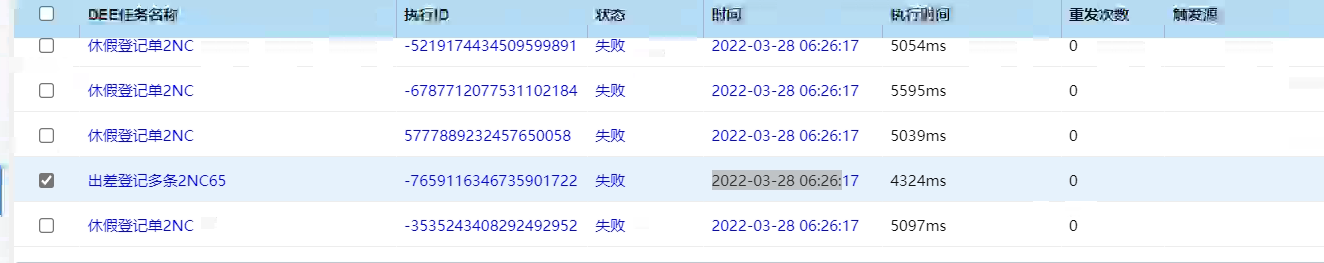 DEE任务名称 执行ID 状态 时间 执行时间 重发次数 触发源
休假登记单2NC -5219174434509599891 失败 2022-03-28 06:26:17 5054ms 0
休假登记单2NC -6787712077531102184 失败 2022-03-28 06:26:17 5595ms 0
休假登记单2NC 5777889232457650058 失败 2022-03-28 06:26:17 5039ms 0
出差登记多条2NC65 -7659116346735901722 失败 2022-03-28 06:26:17 4324ms 0
休假登记单2NC -3535243408292492952 失败 2022-03-28 06:26:17 5097ms 0